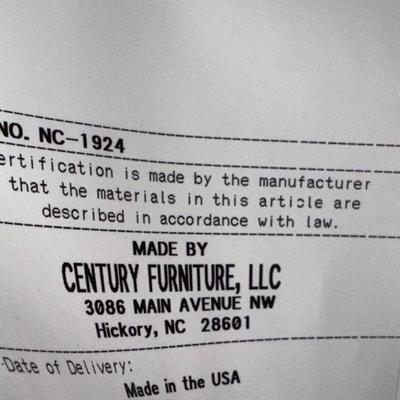 NO. NC-1924
ertification is made by the manufacturer
that the materials in this article are
described in accordance with law.
MADE BY
CENTURY FURNITURE, LLC
3086 MAIN AVENUE NW
Hickory, NC 28601
Date of Delivery:
Made in the USA